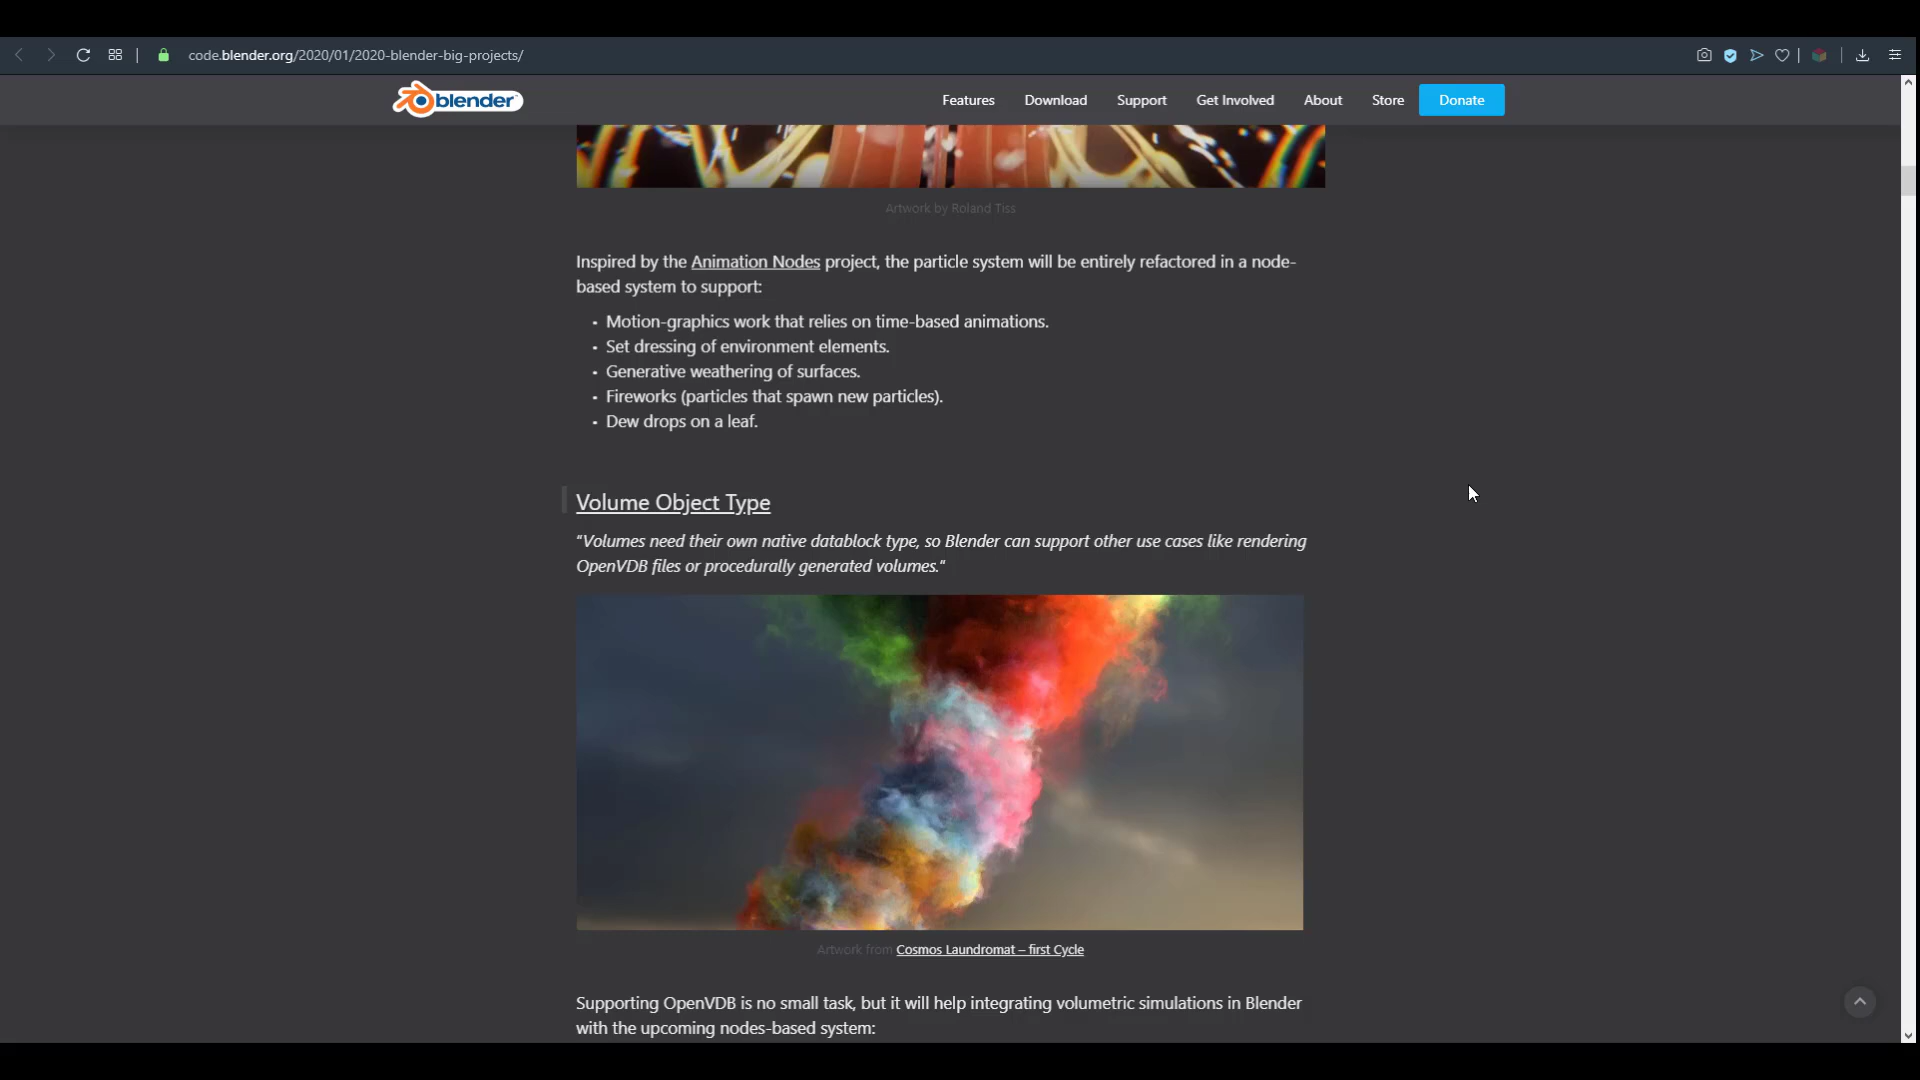 code.blender.org/2020/01/2020-blender-big-projects/
blender
Features
Download
Support
Get Involved
About
Store
Donate
Artwork by Roland Tiss
Inspired by the Animation Nodes project, the particle system will be entirely refactored in a node-
based system to support:
• Motion-graphics work that relies on time-based animations.
• Set dressing of environment elements.
• Generative weathering of surfaces.
• Fireworks (particles that spawn new particles).
• Dew drops on a leaf.
Volume Object Type
“Volumes need their own native datablock type, so Blender can support other use cases like rendering
OpenVDB files or procedurally generated volumes.“
Artwork from Cosmos Laundromat – first Cycle
Supporting OpenVDB is no small task, but it will help integrating volumetric simulations in Blender
with the upcoming nodes-based system: